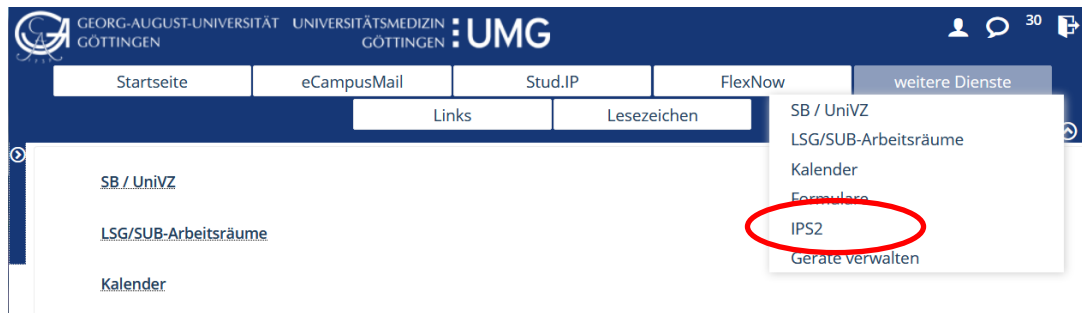 GEORG-AUGUST-UNIVERSITÄT UNIVERSITÄTSMEDIZIN
GÖTTINGEN GÖTTINGEN UMG
30
Startseite eCampusMail Stud.IP FlexNow weitere Dienste
Links Lesezeichen
SB / UniVZ
LSG/SUB-Arbeitsräume
Kalender
Formulare
IPS2
Geräte verwalten
SB / UniVZ
LSG/SUB-Arbeitsräume
Kalender